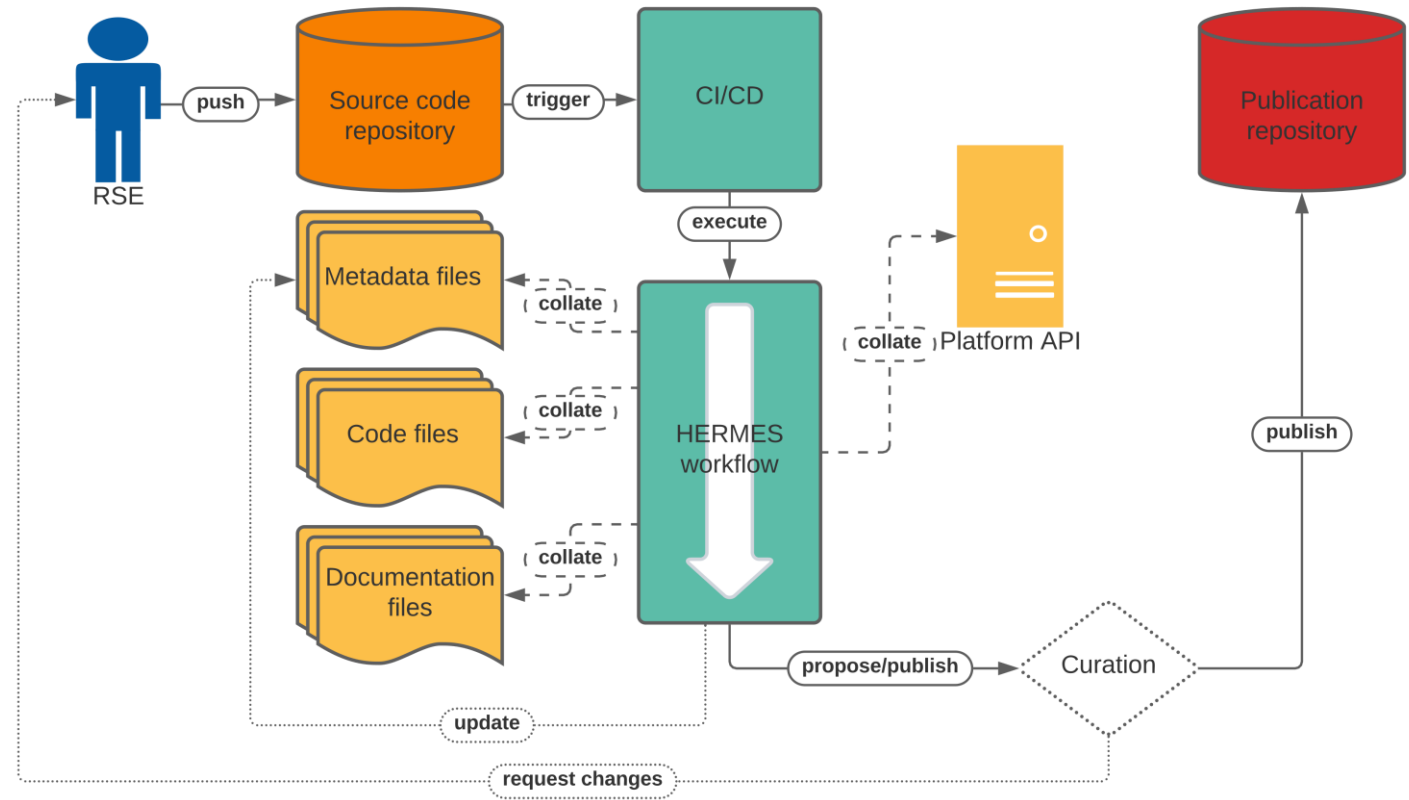 push
Source code
repository
trigger
CI/CD
Publication
repository
RSE
execute
Metadata files
collate
collate
Platform API
Code files
collate
HERMES
workflow
publish
Documentation
files
collate
propose/publish
Curation
update
request changes